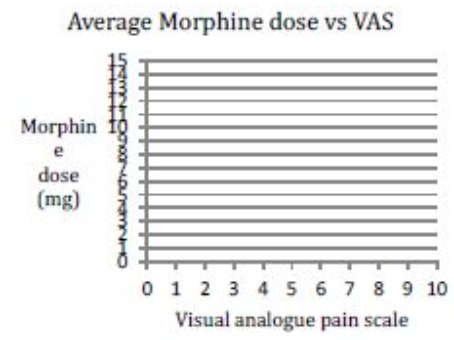 Average Morphine dose vs VAS
15
14
13
12
11
10
9
8
7
6
5
4
3
2
1
0
Morphin
e
dose
(mg)
0 1 2 3 4 5 6 7 8 9 10
Visual analogue pain scale